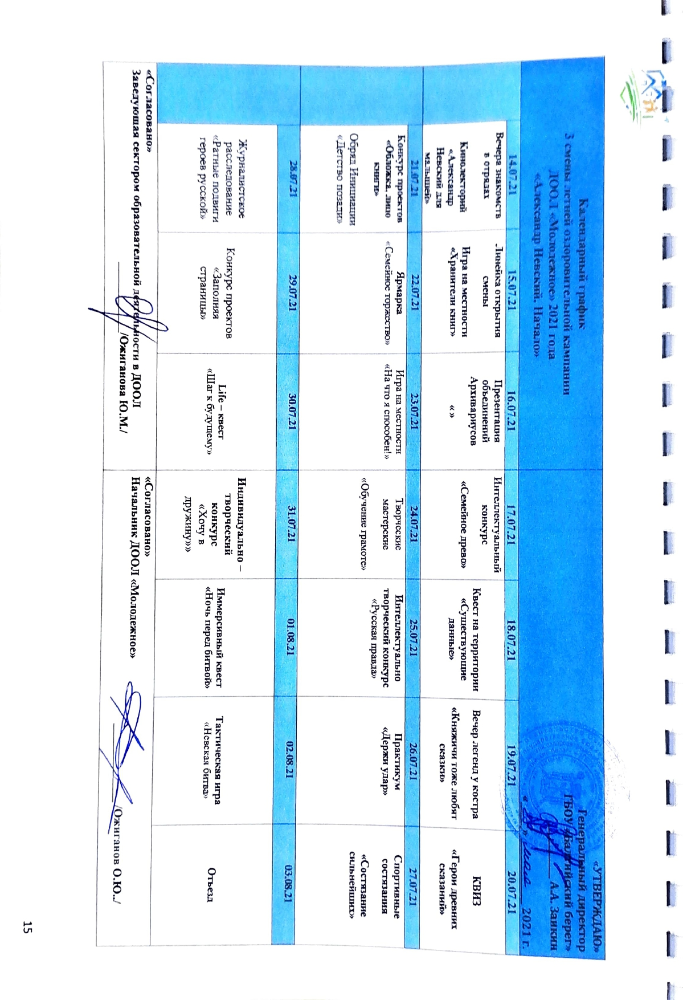 Календарный график
3 смены летней оздоровительной кампании
ДООЛ «Молодежное» 2021 года
«Александр Невский. Начало»
«УТВЕРЖДАЮ»
Генеральный директор
ГБОУ «Балтийский берег»
А.А. Заикин
мая 2021 г.
14.07.21
15.07.21
16.07.21
17.07.21
18.07.21
19.07.21
20.07.21
Вечера знакомств
в отрядах
Кинолекторий
«Александр
Невский для
малышей»
Линейка открытия
смены
Игра на местности
«Хранители книг»
Презентация
объединений
Архивариусов
« »
Интеллектуальный
конкурс
«Семейное древо»
Квест на территории
«Существующие
данные»
Вечер легенд у костра
«Княжичи тоже любят
сказки»
КВИЗ
«Герои древних
сказаний»
21.07.21
22.07.21
23.07.21
24.07.21
25.07.21
26.07.21
27.07.21
Конкурс проектов
«Обложка, лицо
книги»
Обряд Инициации
«Детство позади»
Ярмарка
«Семейное торжество»
Игра на местности
«На что я способен!»
Творческие
мастерские
«Обучение грамоте»
Интеллектуально
творческий конкурс
«Русская правда»
Практикум
«Держи удар»
Спортивные
состязания
«Состязание
сильнейших»
28.07.21
29.07.21
30.07.21
31.07.21
01.08.21
02.08.21
03.08.21
Журналистское
расследование
«Ратные подвиги
героев русской»
Конкурс проектов
«Заполняя
страницы»
Life – квест
«Шаг к будущему»
Индивидуально –
творческий
конкурс
«Хочу в
дружину»»
Иммерсивный квест
«Ночь перед битвой»
Тактическая игра
«Невская битва»
Отъезд
«Согласовано»
Заведующая сектором образовательной деятельности в ДООЛ
/Ожиганова Ю.М./
«Согласовано»
Начальник ДООЛ «Молодежное»
/Ожиганов О.Ю../
15